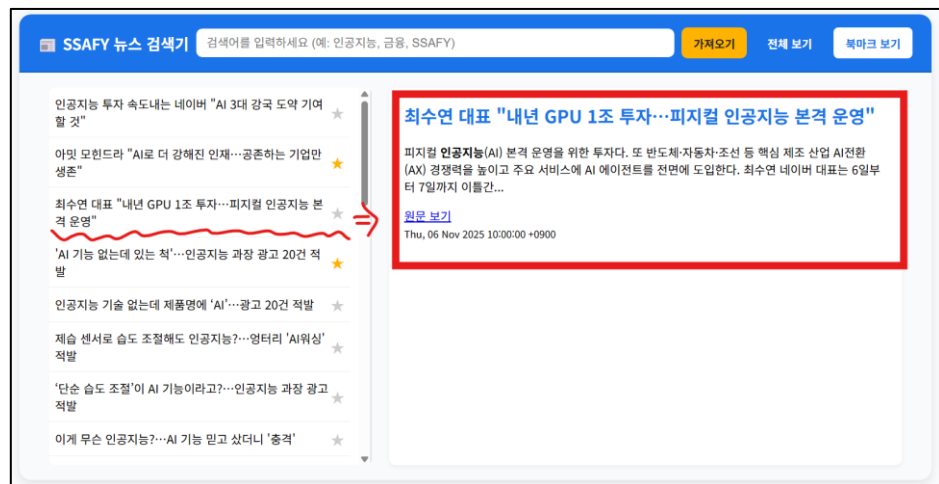 SSAFY 뉴스 검색기
검색어를 입력하세요 (예: 인공지능, 금융, SSAFY)
가져오기
전체 보기
북마크 보기
인공지능 투자 속도내는 네이버 "AI 3대 강국 도약 기여
할 것"
아밋 모힌드라 "AI로 더 강해진 인재…공존하는 기업만
생존"
최수연 대표 "내년 GPU 1조 투자…피지컬 인공지능 본
격 운영"
'AI 기능 없는데 있는 척'…인공지능 과장 광고 20건 적
발
인공지능 기술 없는데 제품명에 ‘AI’…광고 20건 적발
제습 센서로 습도 조절해도 인공지능?…엉터리 'AI워싱'
적발
‘단순 습도 조절’이 AI 기능이라고?…인공지능 과장 광고
적발
이게 무슨 인공지능?…AI 기능 믿고 샀더니 '충격'
최수연 대표 "내년 GPU 1조 투자…피지컬 인공지능 본격 운영"
피지컬 인공지능(AI) 본격 운영을 위한 투자다. 또 반도체·자동차·조선 등 핵심 제조 산업 AI전환
(AX) 경쟁력을 높이고 주요 서비스에 AI 에이전트를 전면에 도입한다. 최수연 네이버 대표는 6일부
터 7일까지 이틀간...
원문 보기
Thu, 06 Nov 2025 10:00:00 +0900